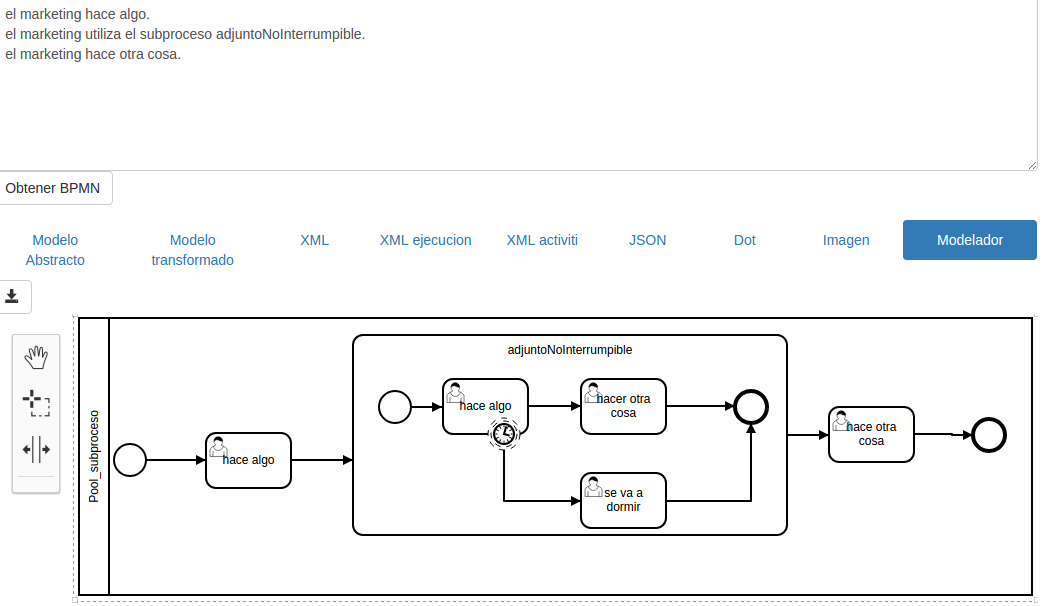 el marketing hace algo.
el marketing utiliza el subproceso adjuntoNoInterrumpible.
el marketing hace otra cosa.
Obtener BPMN
Modelo
Abstracto
Modelo
transformado
XML
XML ejecucion
XML activiti
JSON
Dot
Imagen
Modelador
Pool_subproceso
hace algo
adjuntoNoInterrumpible
hace algo
hacer otra
cosa
se va a
dormir
hace otra
cosa